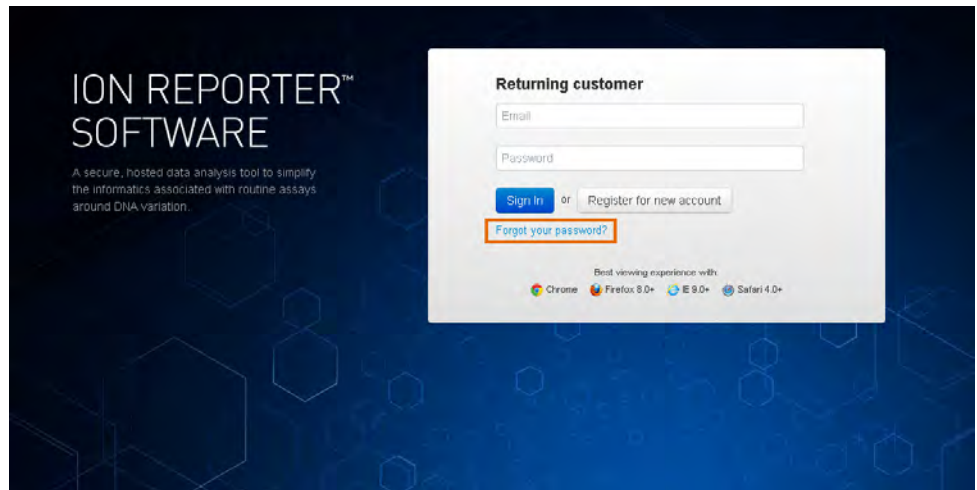 ION REPORTER™
SOFTWARE
A secure, hosted data analysis tool to simplify
the informatics associated with routine assays
around DNA variation.
Returning customer
Email
Password
Sign In or Register for new account
Forgot your password?
Best viewing experience with:
Chrome Firefox 8.0+ IE 9.0+ Safari 4.0+